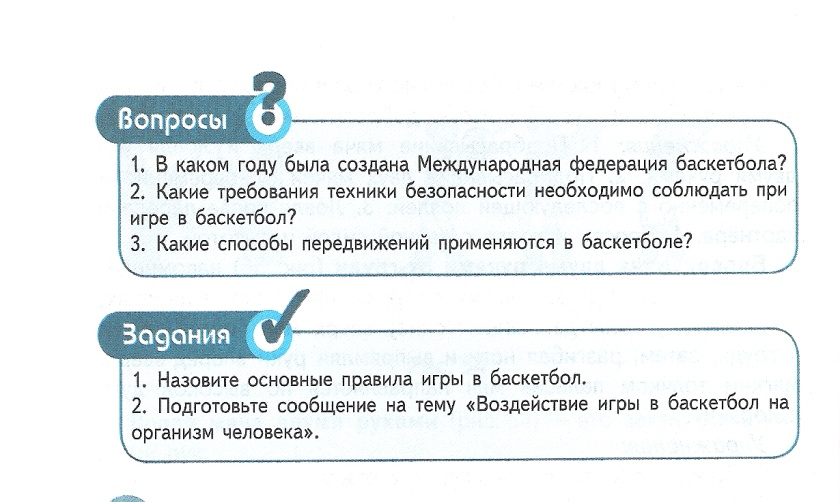 Вопросы
1. В каком году была создана Международная федерация баскетбола?
2. Какие требования техники безопасности необходимо соблюдать при
игре в баскетбол?
3. Какие способы передвижений применяются в баскетболе?
Задания
1. Назовите основные правила игры в баскетбол.
2. Подготовьте сообщение на тему «Воздействие игры в баскетбол на
организм человека».